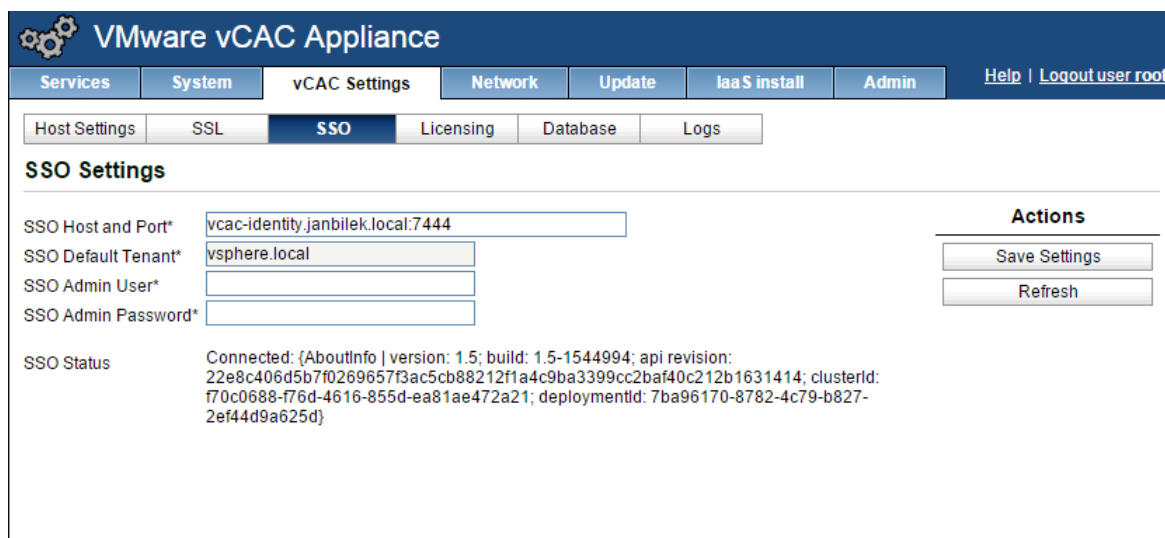 VMware vCAC Appliance
Services System vCAC Settings Network Update IaaS install Admin Help | Logout user root
Host Settings SSL SSO Licensing Database Logs
SSO Settings
SSO Host and Port* vcac-identity.janbilek.local:7444
Actions
SSO Default Tenant* vsphere.local
Save Settings
SSO Admin User*
Refresh
SSO Admin Password*
SSO Status Connected: {AboutInfo | version: 1.5; build: 1.5-1544994; api revision:
22e8c406d5b7f0269657f3ac5cb88212f1a4c9ba3399cc2baf40c212b1631414; clusterId:
f70c0688-f76d-4616-855d-ea81ae472a21; deploymentId: 7ba96170-8782-4c79-b827-
2ef44d9a625d}